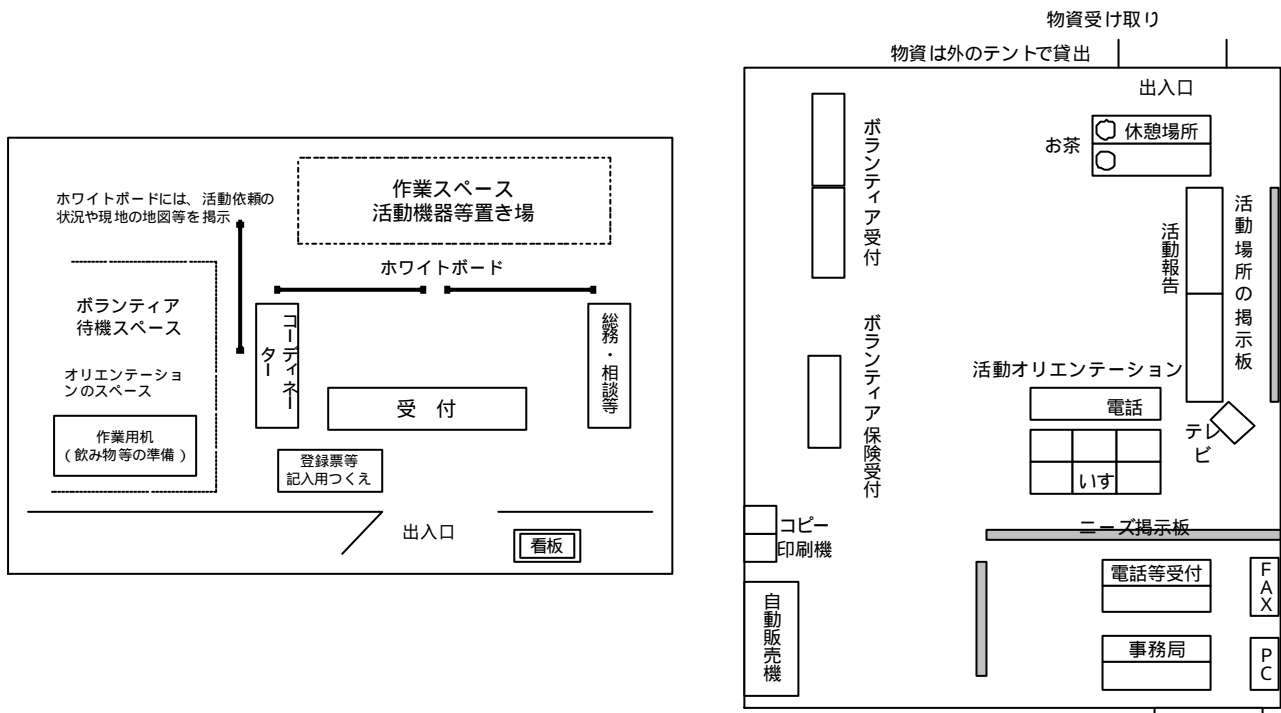 ホワイトボードには、活動依頼の
状況や現地の地図等を掲示
作業スペース
活動機器等置き場
ホワイトボード
ボランティア
待機スペース
オリエンテーショ
ンのスペース
作業用机
(飲み物等の準備)
コーディネー
ター
受 付
総務・相談等
登録票等
記入用つくえ
出入口
看板
物資受け取り
物資は外のテントで貸出
出入口
お茶
休憩場所
ボランティア受付
活動報告
活動場所の掲示板
ボランティア保険受付
活動オリエンテーション
電話
テレ
ビ
いす
コピー
印刷機
ニーズ掲示板
自動販売機
電話等受付
FAX
事務局
PC